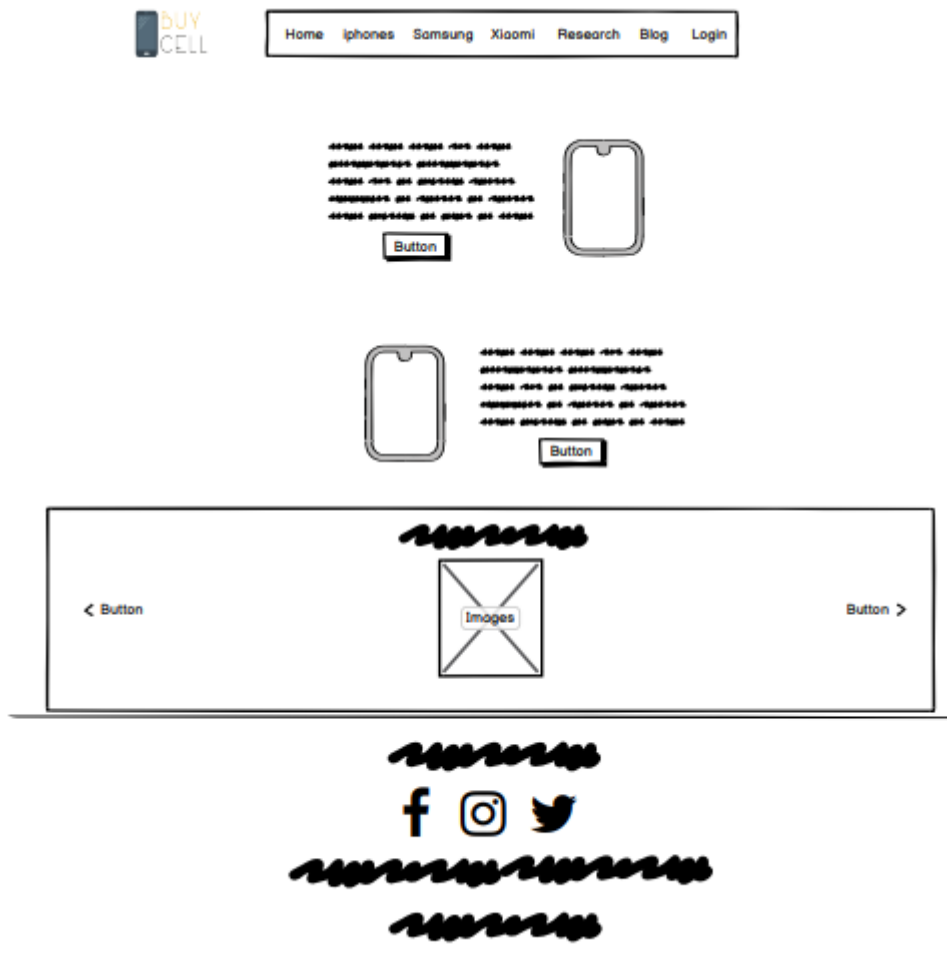 BUY
CELL
Home iphones Samsung Xiaomi Research Blog Login
Button
Button
Images
Button Button